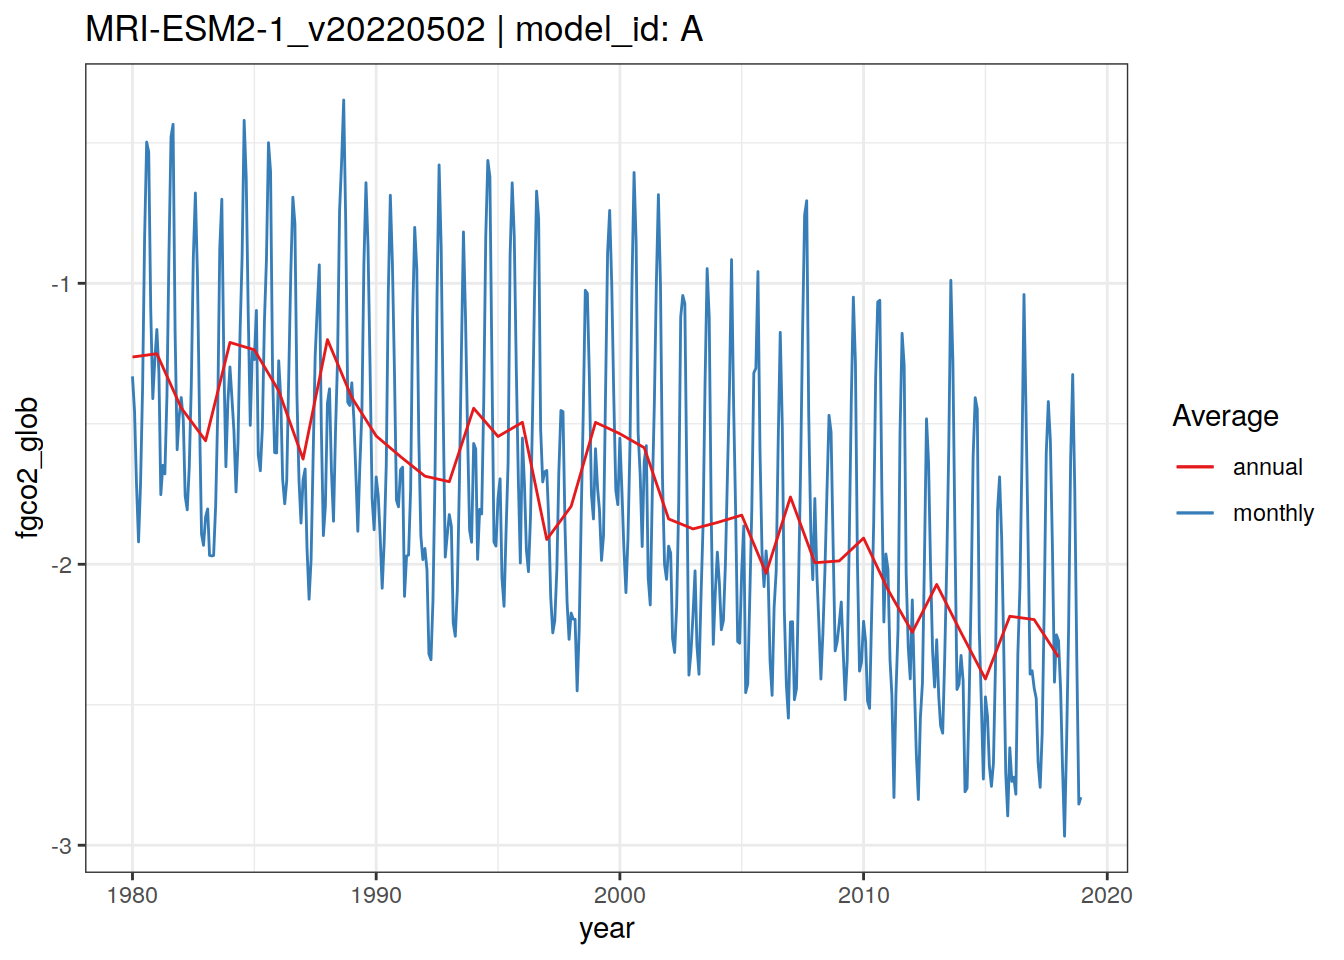 MRI-ESM2-1_v20220502 | model_id: A
fgco2_glob
-1
-2
-3
1980
1990
2000
2010
2020
year
Average
annual
monthly